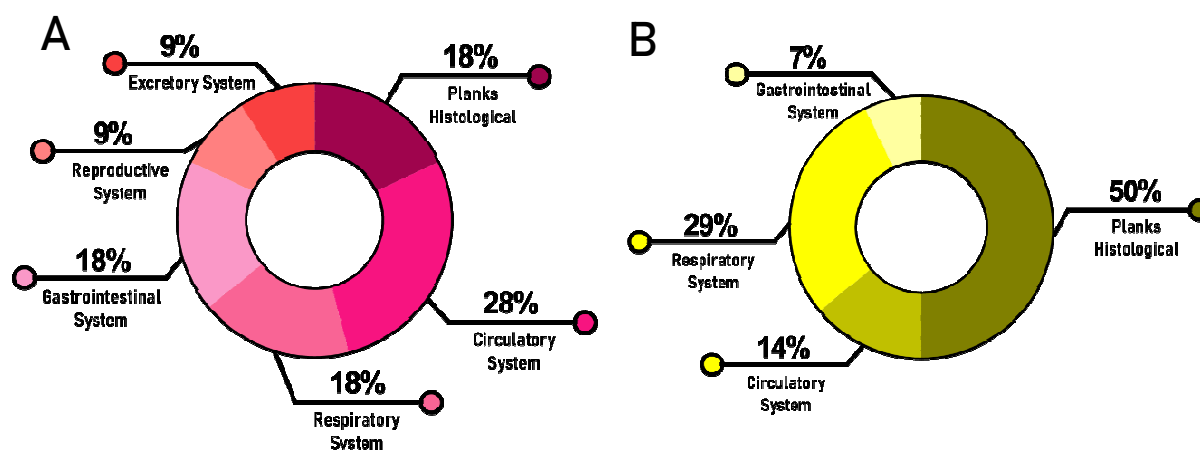 A
9%
Excretory System
18%
Planks
Histological
9%
Reproductive
System
18%
Gastrointestinal
System
28%
Circulatory
System
18%
Respiratory
System
B
7%
Gastrointostinal
System
50%
Planks
Histological
29%
Respiratory
System
14%
Circulatory
System